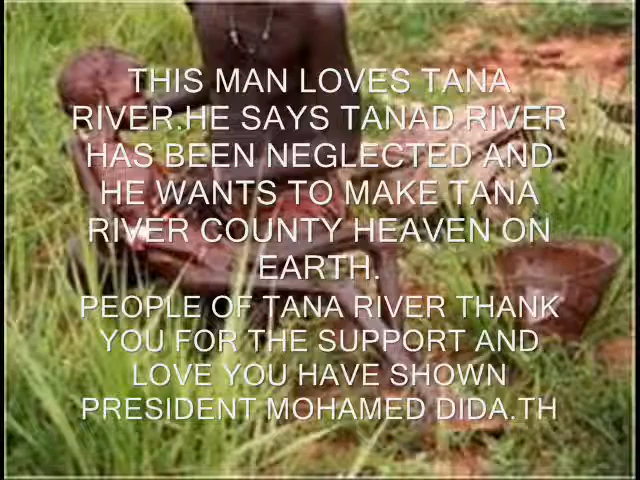 THIS MAN LOVES TANA
RIVER.HE SAYS TANAD RIVER
HAS BEEN NEGLECTED AND
HE WANTS TO MAKE TANA
RIVER COUNTY HEAVEN ON
EARTH.
PEOPLE OF TANA RIVER THANK
YOU FOR THE SUPPORT AND
LOVE YOU HAVE SHOWN
PRESIDENT MOHAMED DIDA.TH